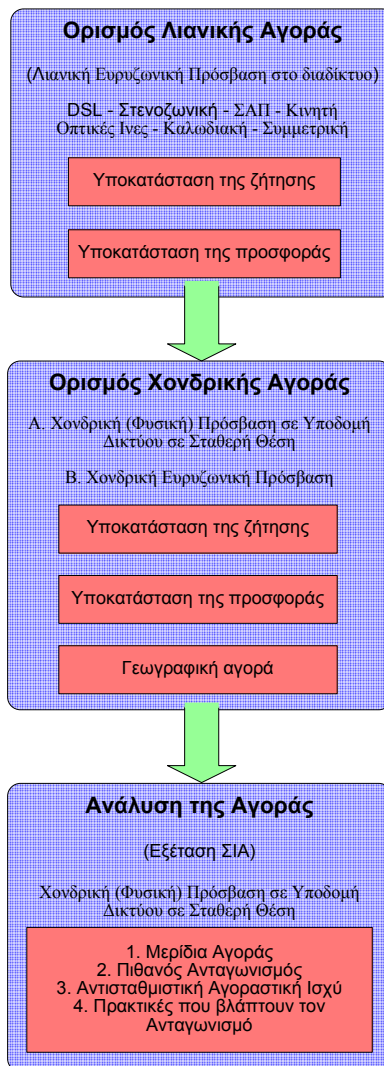 Ορισμός Λιανικής Αγοράς
(Λιανική Ευρυζωνική Πρόσβαση στο διαδίκτυο)
DSL - Στενοζωνική - ΣΑΠ - Κινητή
Οπτικές Ινες - Καλωδιακή - Συμμετρική
Υποκατάσταση της ζήτησης
Υποκατάσταση της προσφοράς
Ορισμός Χονδρικής Αγοράς
Α. Χονδρική (Φυσική) Πρόσβαση σε Υποδομή
Δικτύου σε Σταθερή Θέση
Β. Χονδρική Ευρυζωνική Πρόσβαση
Υποκατάσταση της ζήτησης
Υποκατάσταση της προσφοράς
Γεωγραφική αγορά
Ανάλυση της Αγοράς
(Εξέταση ΣΙΑ)
Χονδρική (Φυσική) Πρόσβαση σε Υποδομή
Δικτύου σε Σταθερή Θέση
1. Μερίδια Αγοράς
2. Πιθανός Ανταγωνισμός
3. Αντισταθμιστική Αγοραστική Ισχύ
4. Πρακτικές που βλάπτουν τον
Ανταγωνισμό